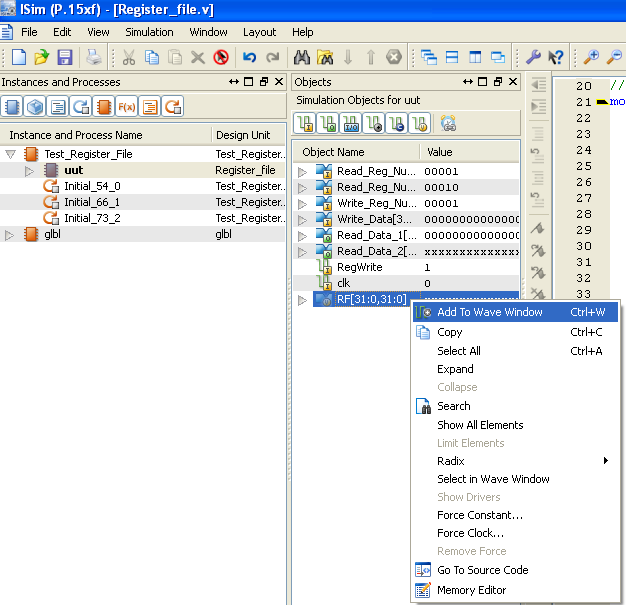 ISim (P.15xf) - [Register_file.v]
File Edit View Simulation Window Layout Help
Instances and Processes
Objects
Simulation Objects for uut
Instance and Process Name Design Unit
Test_Register_File Test_Register..
uut Register_file
Initial_54_0 Test_Register..
Initial_66_1 Test_Register..
Initial_73_2 Test_Register..
glbl glbl
F(x)
Object Name Value
Read_Reg_Nu... 00001
Read_Reg_Nu... 00010
Write_Reg_Nu... 00001
Write_Data[3... 000000000000000
Read_Data_1[... 000000000000000
Read_Data_2[... xxxxxxxxxxxxxxx
RegWrite 1
clk 0
RF[31:0,31:0]
20 //
21 mo
22
23
24
25
26
27
28
29
30
31
32
33
Add To Wave Window Ctrl+W
Copy Ctrl+C
Select All Ctrl+A
Expand
Collapse
Search
Show All Elements
Limit Elements
Radix
Select in Wave Window
Show Drivers
Force Constant...
Force Clock...
Remove Force
Go To Source Code
Memory Editor